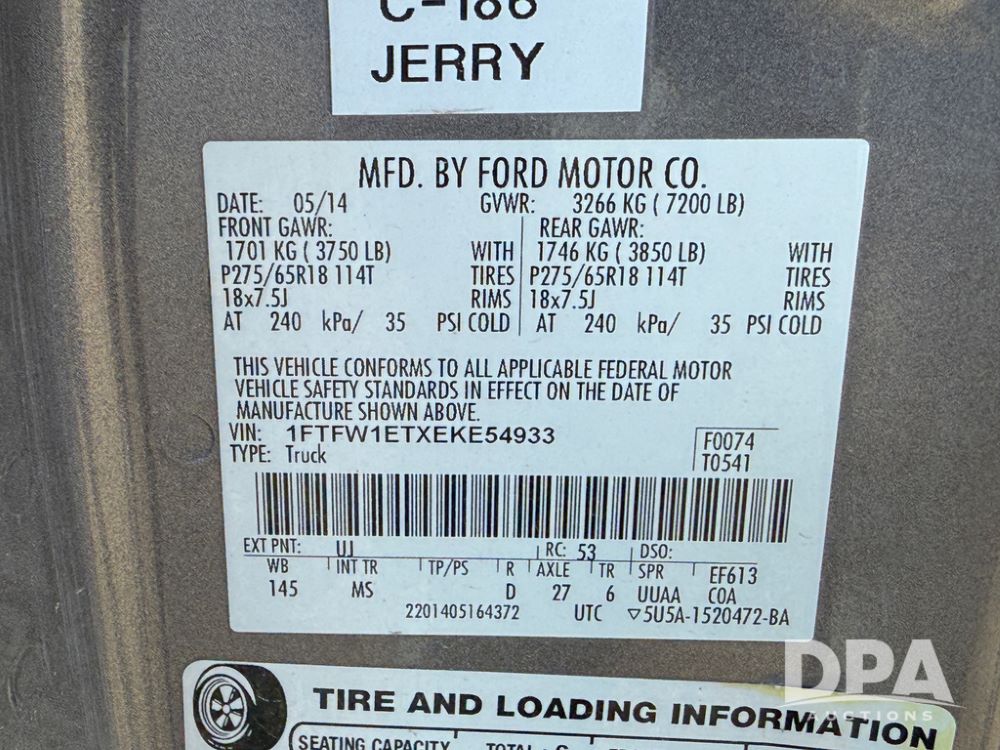 C-186
JERRY
MFD. BY FORD MOTOR CO.
DATE: 05/14 GVWR: 3266 KG ( 7200 LB)
FRONT GAWR: REAR GAWR:
1701 KG ( 3750 LB) WITH 1746 KG ( 3850 LB) WITH
P275/65R18 114T TIRES P275/65R18 114T TIRES
18x7.5J RIMS 18x7.5J RIMS
AT 240 kPa/ 35 PSI COLD AT 240 kPa/ 35 PSI COLD
THIS VEHICLE CONFORMS TO ALL APPLICABLE FEDERAL MOTOR
VEHICLE SAFETY STANDARDS IN EFFECT ON THE DATE OF
MANUFACTURE SHOWN ABOVE.
VIN: 1FTFW1ETXEKE54933 F0074
TYPE: Truck T0541
EXT PNT: UJ RC: 53 DSO:
WB INT TR TP/PS R AXLE TR SPR EF613
145 MS D 27 6 UUAA COA
2201405164372 UTC ▽5U5A-1520472-BA
TIRE AND LOADING INFORMATION
SEATING CAPACITY
DPA
AUCTIONS